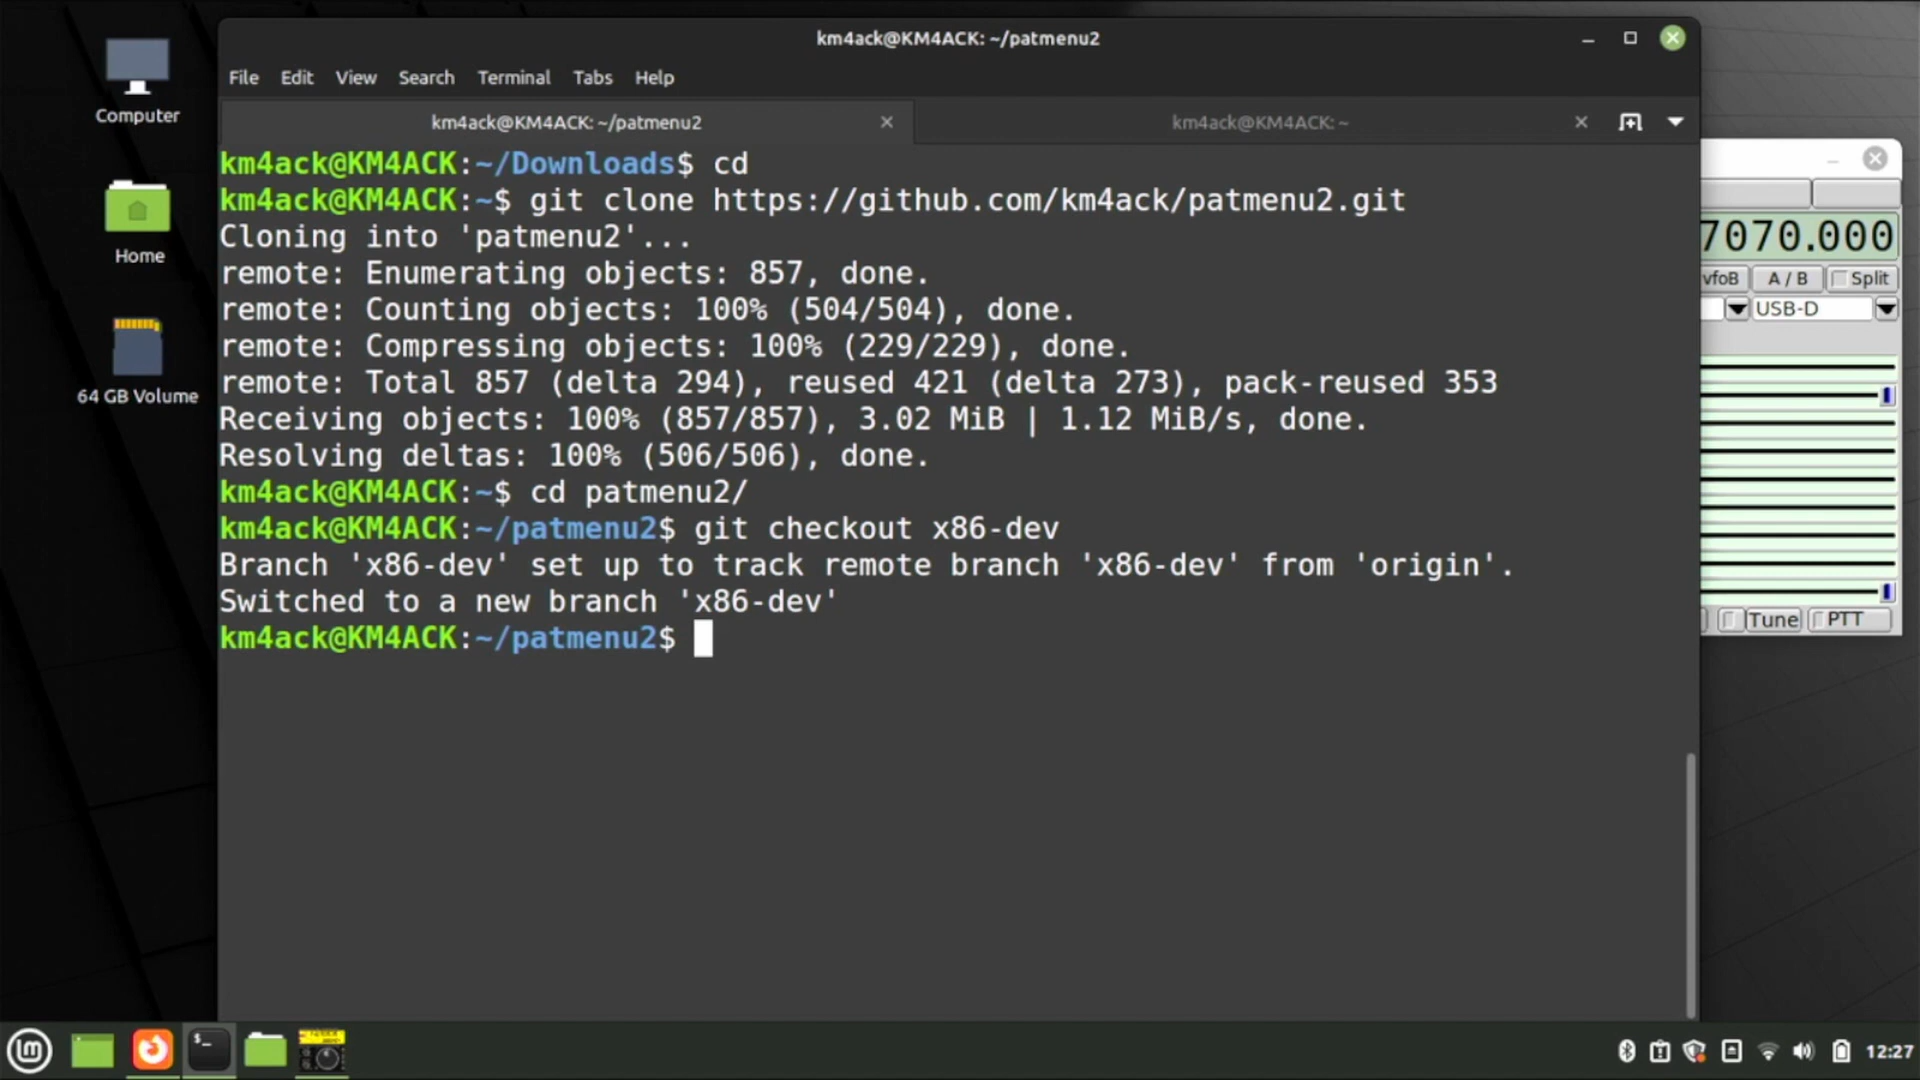 km4ack@KM4ACK: ~/patmenu2
File Edit View Search Terminal Tabs Help
km4ack@KM4ACK: ~/patmenu2
km4ack@KM4ACK: ~
km4ack@KM4ACK:~/Downloads$ cd
km4ack@KM4ACK:~$ git clone https://github.com/km4ack/patmenu2.git
Cloning into 'patmenu2'...
remote: Enumerating objects: 857, done.
remote: Counting objects: 100% (504/504), done.
remote: Compressing objects: 100% (229/229), done.
remote: Total 857 (delta 294), reused 421 (delta 273), pack-reused 353
Receiving objects: 100% (857/857), 3.02 MiB | 1.12 MiB/s, done.
Resolving deltas: 100% (506/506), done.
km4ack@KM4ACK:~$ cd patmenu2/
km4ack@KM4ACK:~/patmenu2$ git checkout x86-dev
Branch 'x86-dev' set up to track remote branch 'x86-dev' from 'origin'.
Switched to a new branch 'x86-dev'
km4ack@KM4ACK:~/patmenu2$
Computer
Home
64 GB Volume
7070.000
vfoB A / B Split
USB-D
Tune PTT
12:27